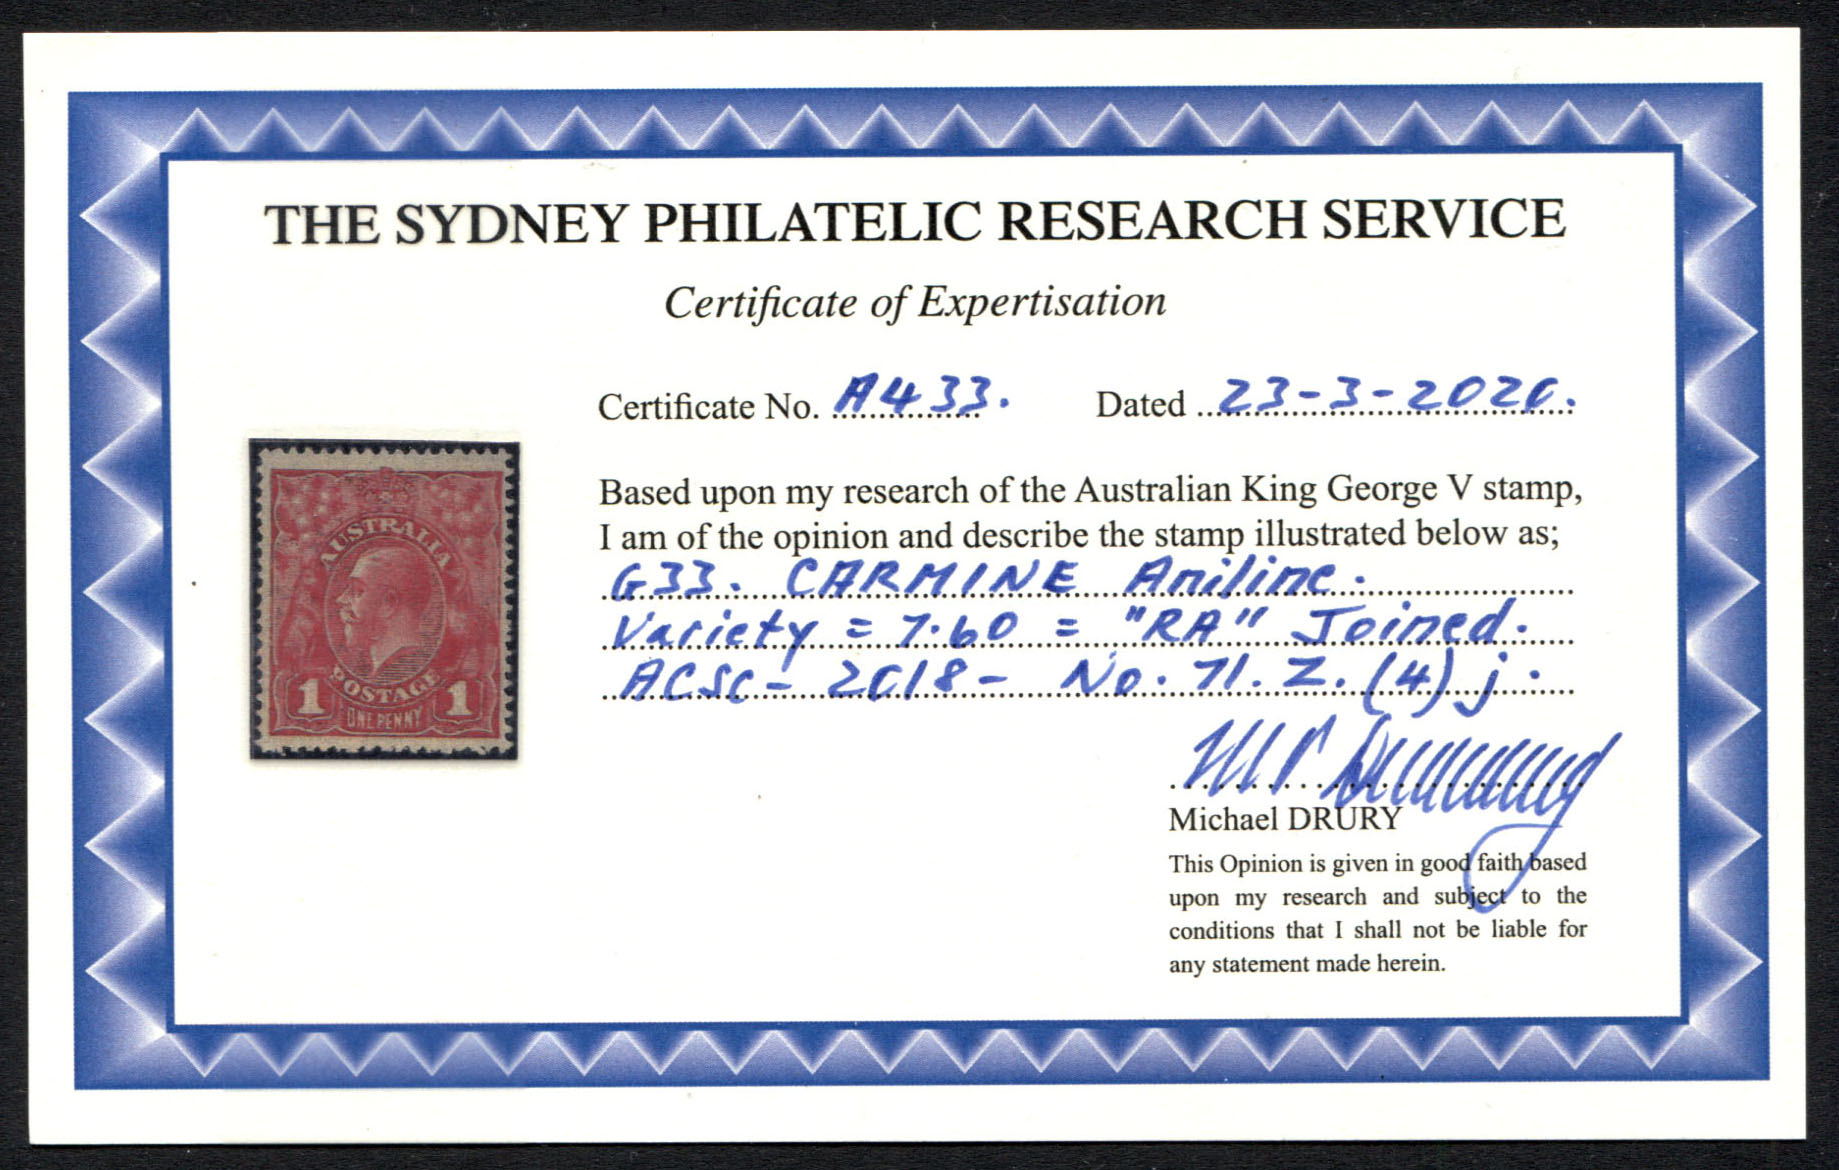 THE SYDNEY PHILATELIC RESEARCH SERVICE
Certificate of Expertisation
Certificate No. A433. Dated 23-3-2020.
Based upon my research of the Australian King George V stamp,
I am of the opinion and describe the stamp illustrated below as;
G33. CARMINE Aniline.
Variety = 7.60 = "RA" Joined.
ACSC - 2018 - No. 71. Z. (4) j.
AUSTRALIA
POSTAGE
1 ONE PENNY 1
Michael DRURY
This Opinion is given in good faith based
upon my research and subject to the
conditions that I shall not be liable for
any statement made herein.